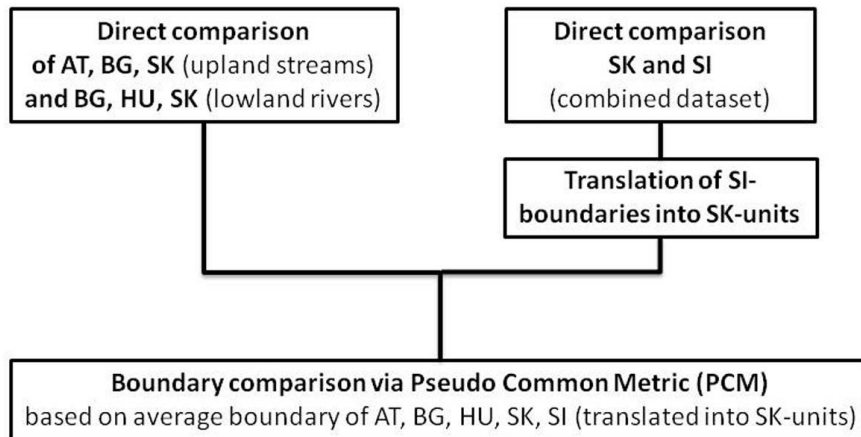 Direct comparison
of AT, BG, SK (upland streams)
and BG, HU, SK (lowland rivers)
Direct comparison
SK and SI
(combined dataset)
Translation of SI-
boundaries into SK-units
Boundary comparison via Pseudo Common Metric (PCM)
based on average boundary of AT, BG, HU, SK, SI (translated into SK-units)